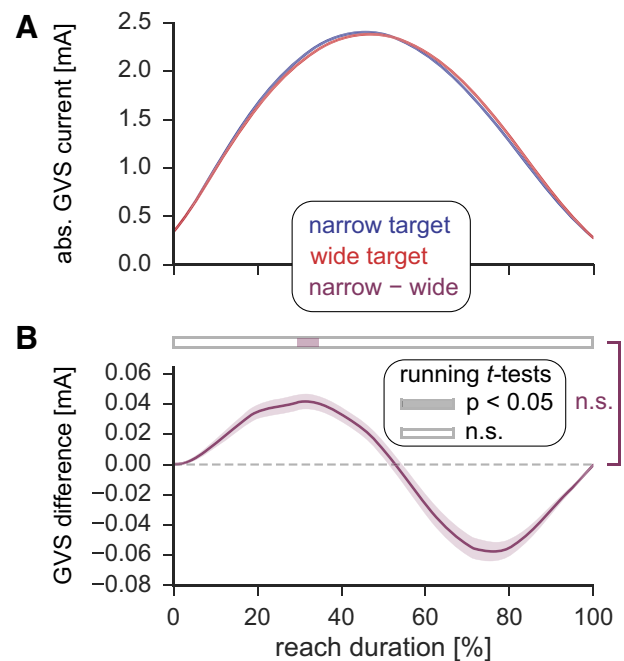 A
abs. GVS current [mA]
2.5
2.0
1.5
1.0
0.5
0.0
narrow target
wide target
narrow − wide
B
GVS difference [mA]
0.06
0.04
0.02
0.00
−0.02
−0.04
−0.06
−0.08
running t-tests
p < 0.05
n.s.
n.s.
0 20 40 60 80 100
reach duration [%]